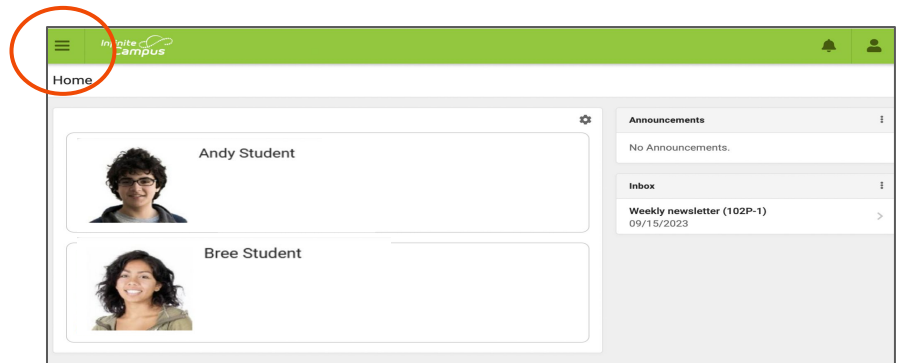 Infinite
Campus
Home
Andy Student
Bree Student
Announcements
No Announcements.
Inbox
Weekly newsletter (102P-1)
09/15/2023